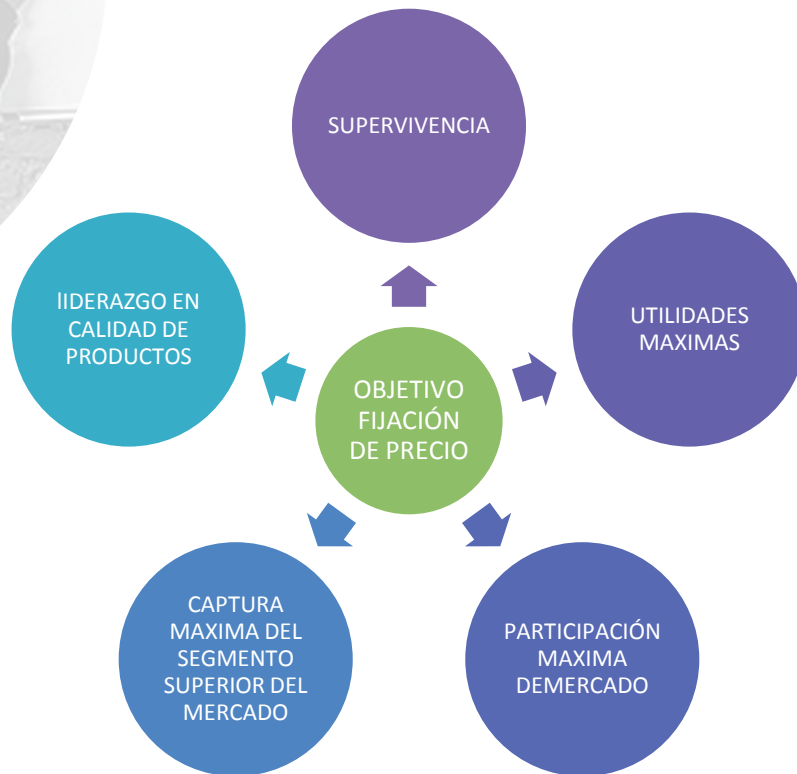 SUPERVIVENCIA
lIDERAZGO EN
CALIDAD DE
PRODUCTOS
UTILIDADES
MAXIMAS
OBJETIVO
FIJACIÓN
DE PRECIO
CAPTURA
MAXIMA DEL
SEGMENTO
SUPERIOR DEL
MERCADO
PARTICIPACIÓN
MAXIMA
DEMERCADO